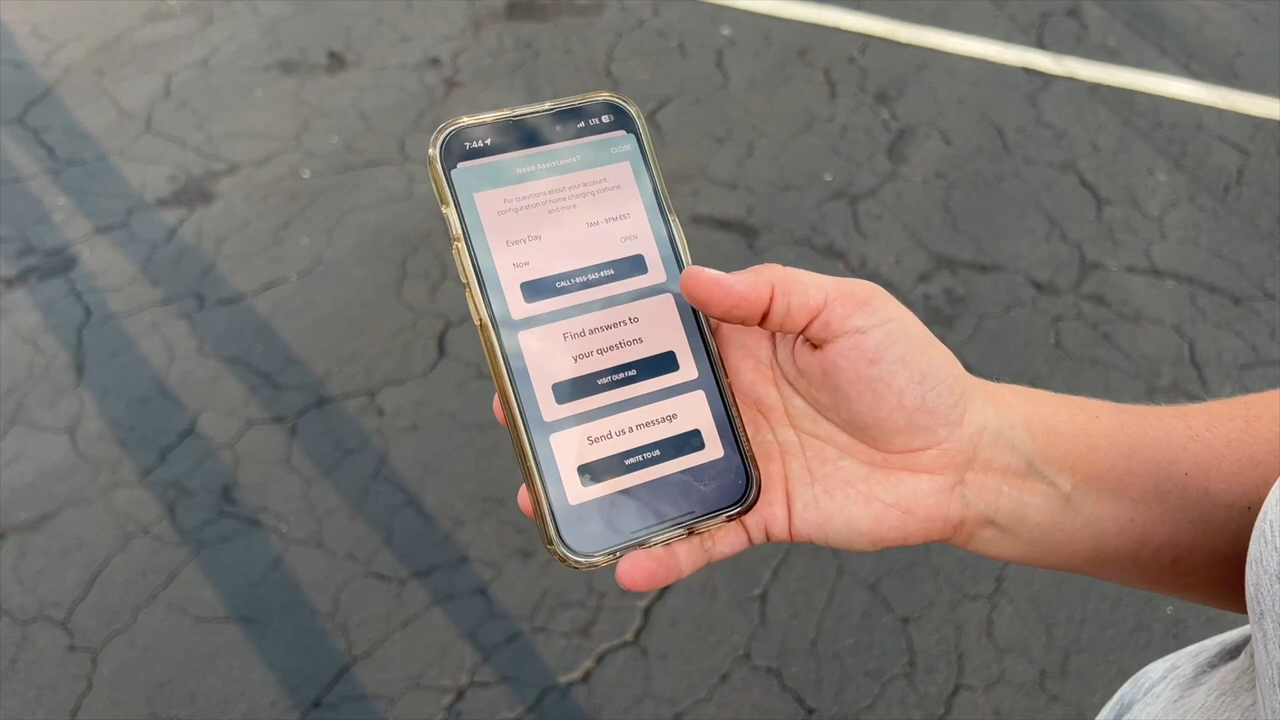 7:44 LTE
Need Assistance? CLOSE
For questions about your account,
configuration of home charging stations
and more.
Every Day 7AM - 9PM EST
Now OPEN
CALL 1-855-543-8356
Find answers to
your questions
VISIT OUR FAQ
Send us a message
WRITE TO US